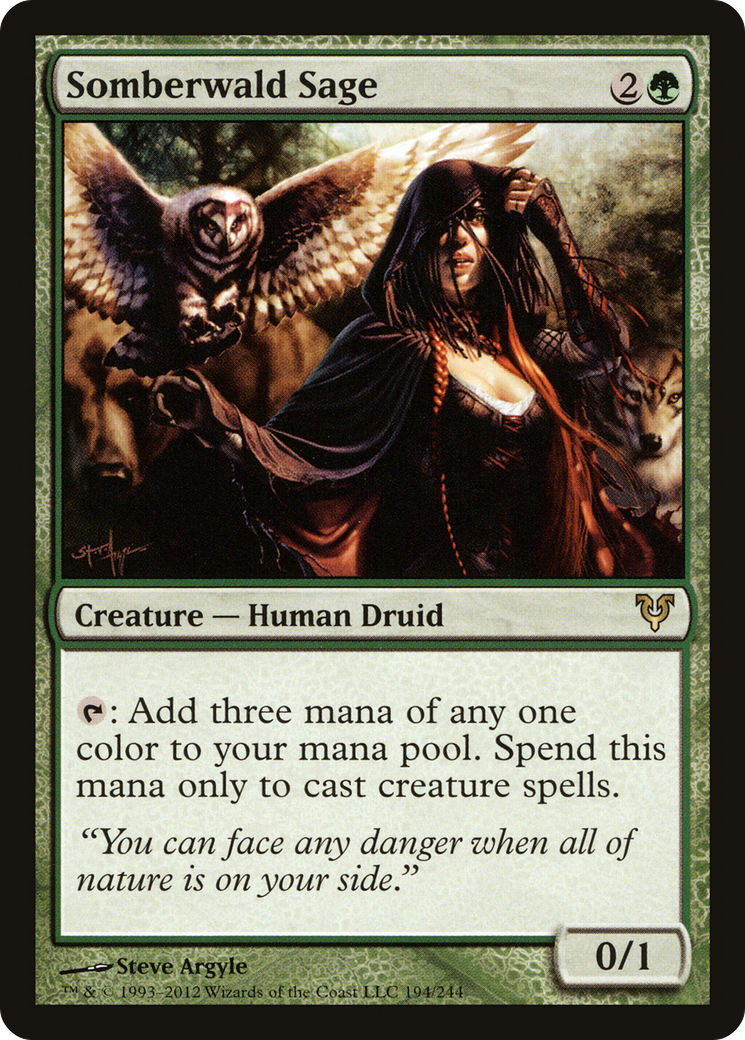 Somberwald Sage 2
Creature — Human Druid
: Add three mana of any one
color to your mana pool. Spend this
mana only to cast creature spells.
“You can face any danger when all of
nature is on your side.”
0/1
Steve Argyle
™ & © 1993–2012 Wizards of the Coast LLC 194/244